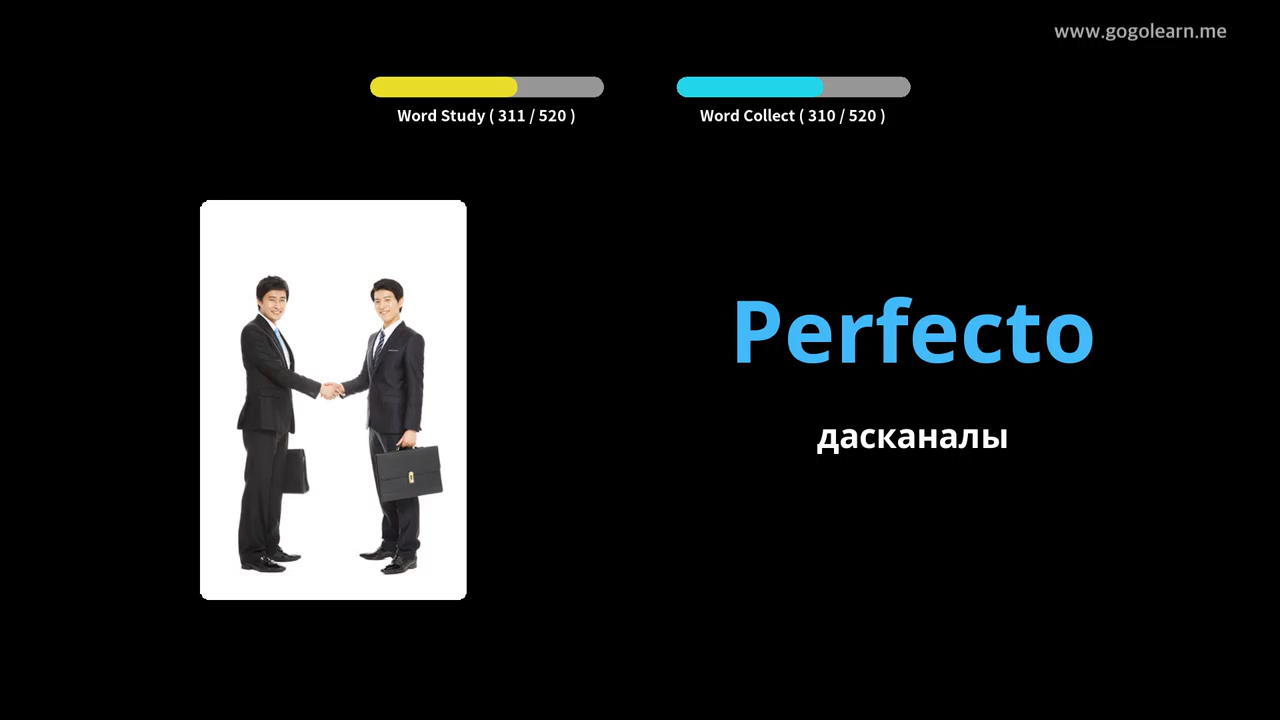 www.gogolearn.me
Word Study ( 311 / 520 )
Word Collect ( 310 / 520 )
Perfecto
дасканалы